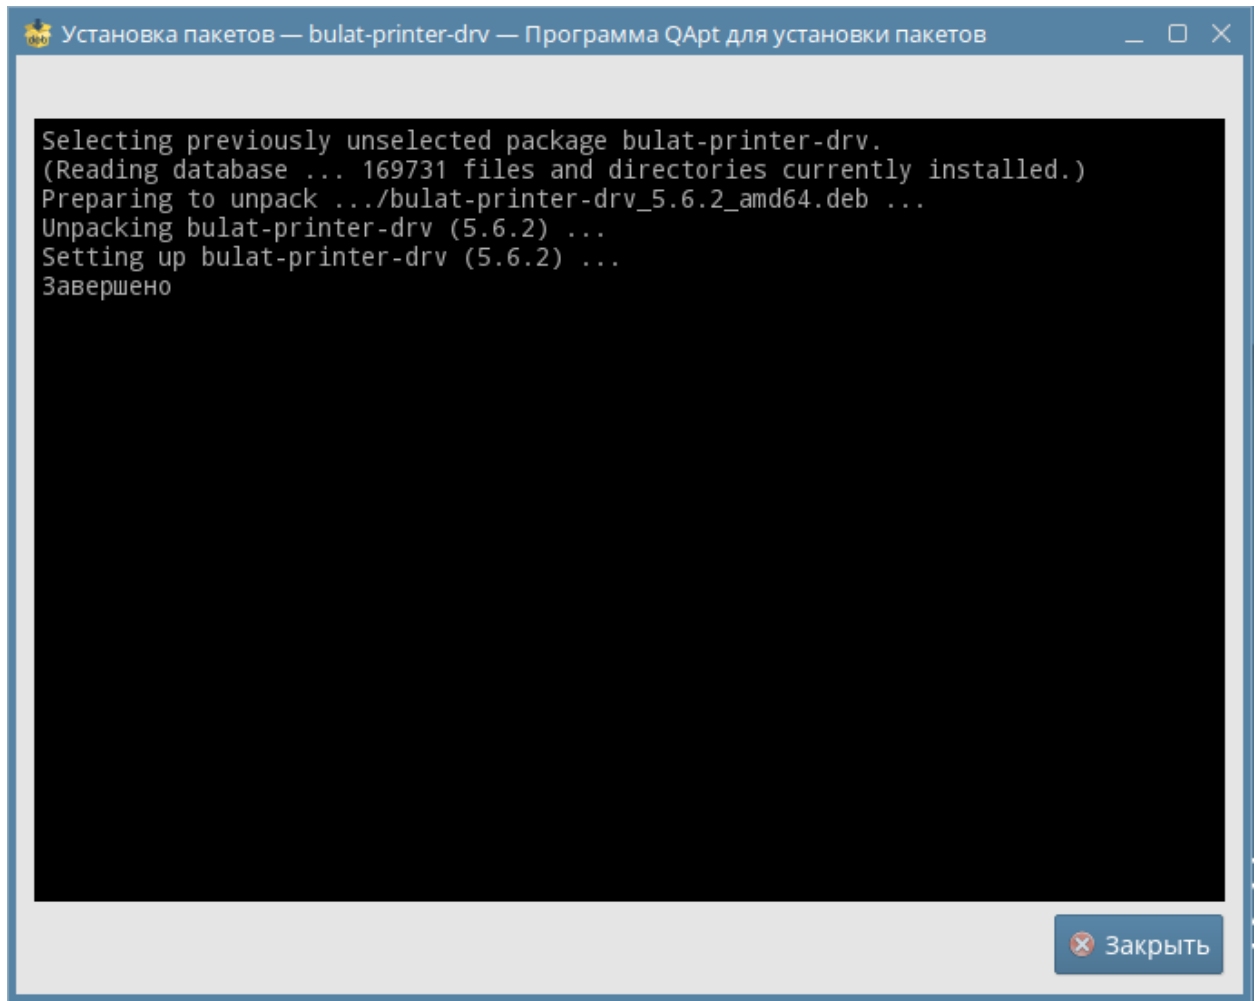 deb
Установка пакетов — bulat-printer-drv — Программа QApt для установки пакетов
Selecting previously unselected package bulat-printer-drv.
(Reading database ... 169731 files and directories currently installed.)
Preparing to unpack .../bulat-printer-drv_5.6.2_amd64.deb ...
Unpacking bulat-printer-drv (5.6.2) ...
Setting up bulat-printer-drv (5.6.2) ...
Завершено
Закрыть